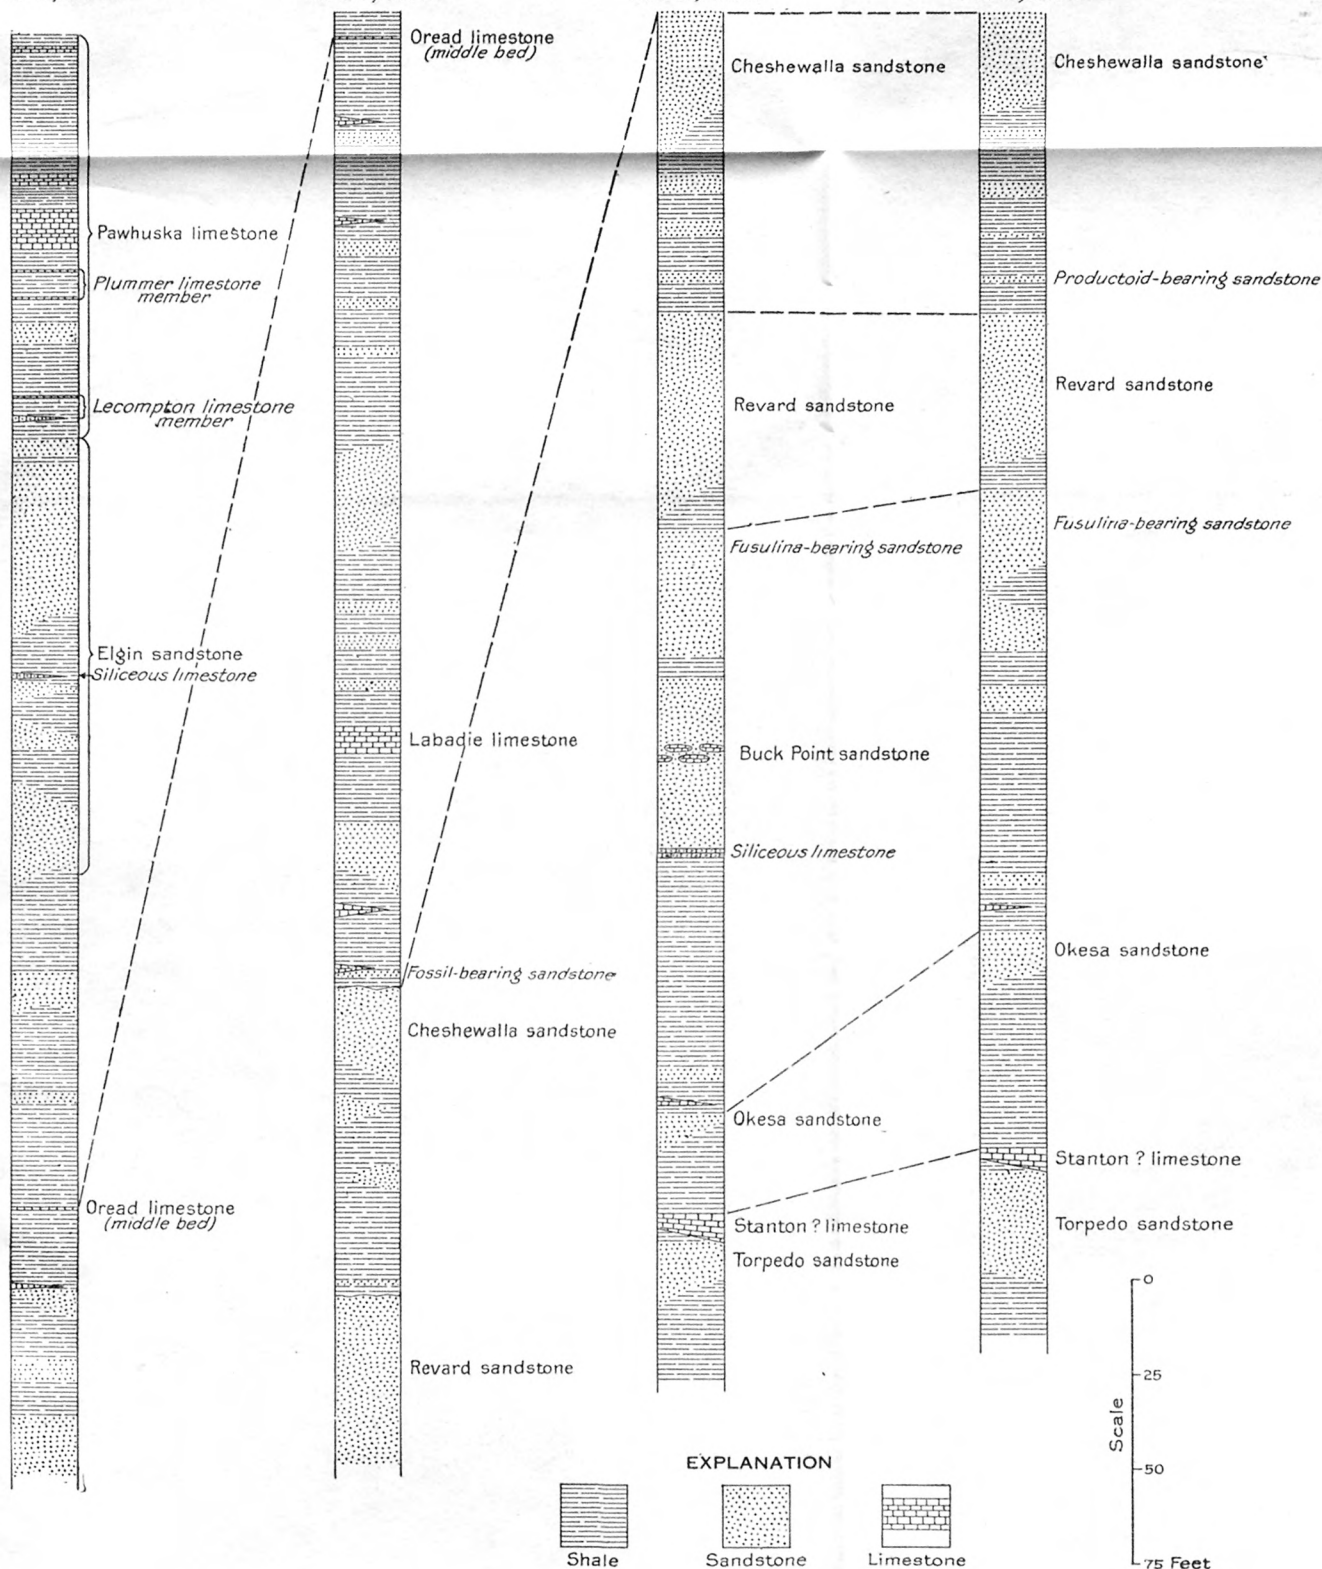 Pawhuska limestone
Plummer limestone
member
Lecompton limestone
member
Elgin sandstone
Siliceous limestone
Oread limestone
(middle bed)
Oread limestone
(middle bed)
Labadie limestone
Fossil-bearing sandstone
Cheshewalla sandstone
Revard sandstone
Cheshewalla sandstone
Revard sandstone
Fusulina-bearing sandstone
Buck Point sandstone
Siliceous limestone
Okesa sandstone
Stanton ? limestone
Torpedo sandstone
Cheshewalla sandstone
Productoid-bearing sandstone
Revard sandstone
Fusulina-bearing sandstone
Okesa sandstone
Stanton ? limestone
Torpedo sandstone
Scale
0
25
50
75 Feet
EXPLANATION
Shale
Sandstone
Limestone